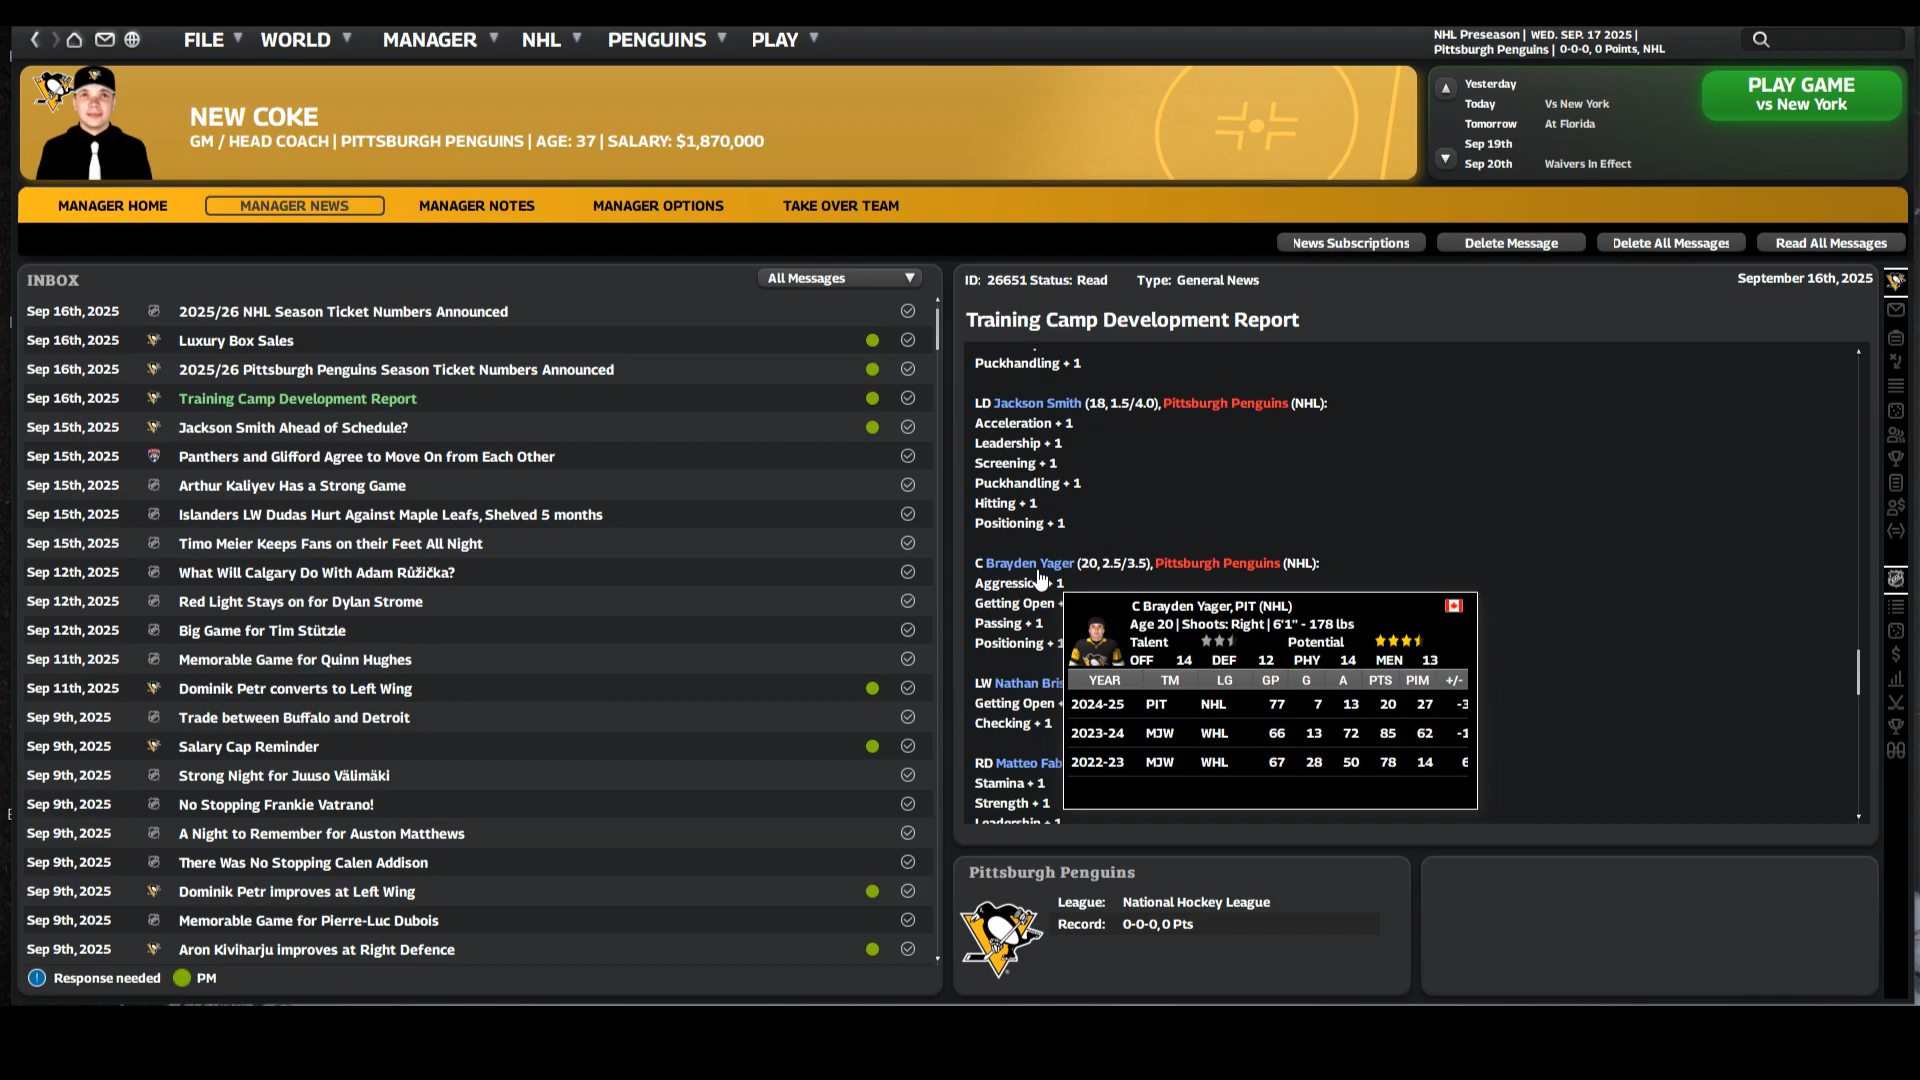 FILE WORLD MANAGER NHL PENGUINS PLAY
NHL Preseason | WED. SEP. 17 2025 |
Pittsburgh Penguins | 0-0-0, 0 Points, NHL
NEW COKE
GM / HEAD COACH | PITTSBURGH PENGUINS | AGE: 37 | SALARY: $1,870,000
Yesterday
Today Vs New York
Tomorrow At Florida
Sep 19th
Sep 20th Waivers In Effect
PLAY GAME
vs New York
MANAGER HOME MANAGER NEWS MANAGER NOTES MANAGER OPTIONS TAKE OVER TEAM
News Subscriptions Delete Message Delete All Messages Read All Messages
INBOX All Messages
Sep 16th, 2025 2025/26 NHL Season Ticket Numbers Announced
Sep 16th, 2025 Luxury Box Sales
Sep 16th, 2025 2025/26 Pittsburgh Penguins Season Ticket Numbers Announced
Sep 16th, 2025 Training Camp Development Report
Sep 15th, 2025 Jackson Smith Ahead of Schedule?
Sep 15th, 2025 Panthers and Glifford Agree to Move On from Each Other
Sep 15th, 2025 Arthur Kaliyev Has a Strong Game
Sep 15th, 2025 Islanders LW Dudas Hurt Against Maple Leafs, Shelved 5 months
Sep 15th, 2025 Timo Meier Keeps Fans on their Feet All Night
Sep 12th, 2025 What Will Calgary Do With Adam Růžička?
Sep 12th, 2025 Red Light Stays on for Dylan Strome
Sep 12th, 2025 Big Game for Tim Stützle
Sep 11th, 2025 Memorable Game for Quinn Hughes
Sep 11th, 2025 Dominik Petr converts to Left Wing
Sep 9th, 2025 Trade between Buffalo and Detroit
Sep 9th, 2025 Salary Cap Reminder
Sep 9th, 2025 Strong Night for Juuso Välimäki
Sep 9th, 2025 No Stopping Frankie Vatrano!
Sep 9th, 2025 A Night to Remember for Auston Matthews
Sep 9th, 2025 There Was No Stopping Calen Addison
Sep 9th, 2025 Dominik Petr improves at Left Wing
Sep 9th, 2025 Memorable Game for Pierre-Luc Dubois
Sep 9th, 2025 Aron Kiviharju improves at Right Defence
Response needed PM
ID: 26651 Status: Read Type: General News September 16th, 2025
Training Camp Development Report
Puckhandling + 1
LD Jackson Smith (18, 1.5/4.0), Pittsburgh Penguins (NHL):
Acceleration + 1
Leadership + 1
Screening + 1
Puckhandling + 1
Hitting + 1
Positioning + 1
C Brayden Yager (20, 2.5/3.5), Pittsburgh Penguins (NHL):
Aggression + 1
Getting Open +
Passing + 1
Positioning + 1
LW Nathan Bris
Getting Open +
Checking + 1
RD Matteo Fab
Stamina + 1
Strength + 1
Leadership + 1
C Brayden Yager, PIT (NHL)
Age 20 | Shoots: Right | 6'1" - 178 lbs
Talent Potential
OFF 14 DEF 12 PHY 14 MEN 13
YEAR TM LG GP G A PTS PIM +/-
2024-25 PIT NHL 77 7 13 20 27 -3
2023-24 MJW WHL 66 13 72 85 62 -1
2022-23 MJW WHL 67 28 50 78 14 6
Pittsburgh Penguins
League: National Hockey League
Record: 0-0-0, 0 Pts